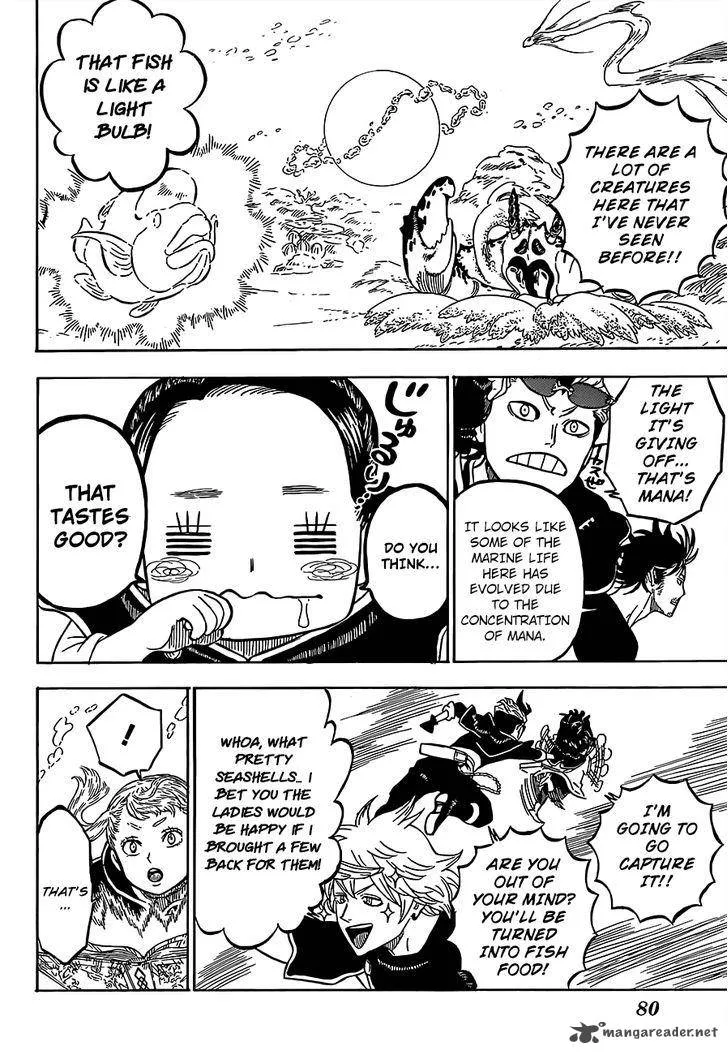 THERE ARE A
LOT OF
CREATURES
HERE THAT
I'VE NEVER
SEEN
BEFORE!!
THAT FISH
IS LIKE A
LIGHT
BULB!
THE
LIGHT
IT'S
GIVING
OFF...
THAT'S
MANA!
IT LOOKS LIKE
SOME OF THE
MARINE LIFE
HERE HAS
EVOLVED DUE
TO THE
CONCENTRATION
OF MANA.
DO YOU
THINK...
THAT
TASTES
GOOD?
I'M
GOING TO
GO
CAPTURE
IT!!
ARE YOU
OUT OF
YOUR MIND?
YOU'LL BE
TURNED
INTO FISH
FOOD!
WHOA, WHAT
PRETTY
SEASHELLS... I
BET YOU THE
LADIES WOULD
BE HAPPY IF I
BROUGHT A FEW
BACK FOR THEM!
!
THAT'S
...
80
mangareader.net